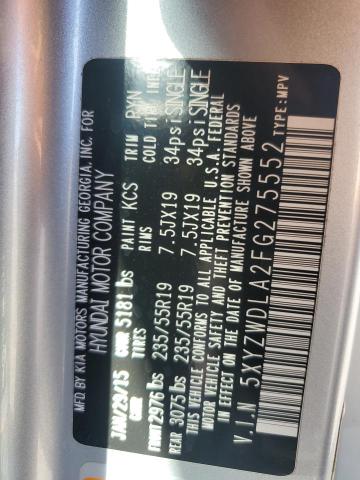 MFD. BY KIA MOTORS MANUFACTURING GEORGIA, INC. FOR
HYUNDAI MOTOR COMPANY
JAN/29/15 GVWR 5181 lbs PAINT KCS TRIM RYN
GAWR TIRES RIMS COLD TIRE INF.
FRONT 2976 lbs 235/55R19 7.5JX19 34psi SINGLE
REAR 3075 lbs 235/55R19 7.5JX19 34psi SINGLE
THIS VEHICLE CONFORMS TO ALL APPLICABLE U.S.A. FEDERAL
MOTOR VEHICLE SAFETY AND THEFT PREVENTION STANDARDS
IN EFFECT ON THE DATE OF MANUFACTURE SHOWN ABOVE
V.I.N 5XYZWDLA2FG275552 TYPE:MPV